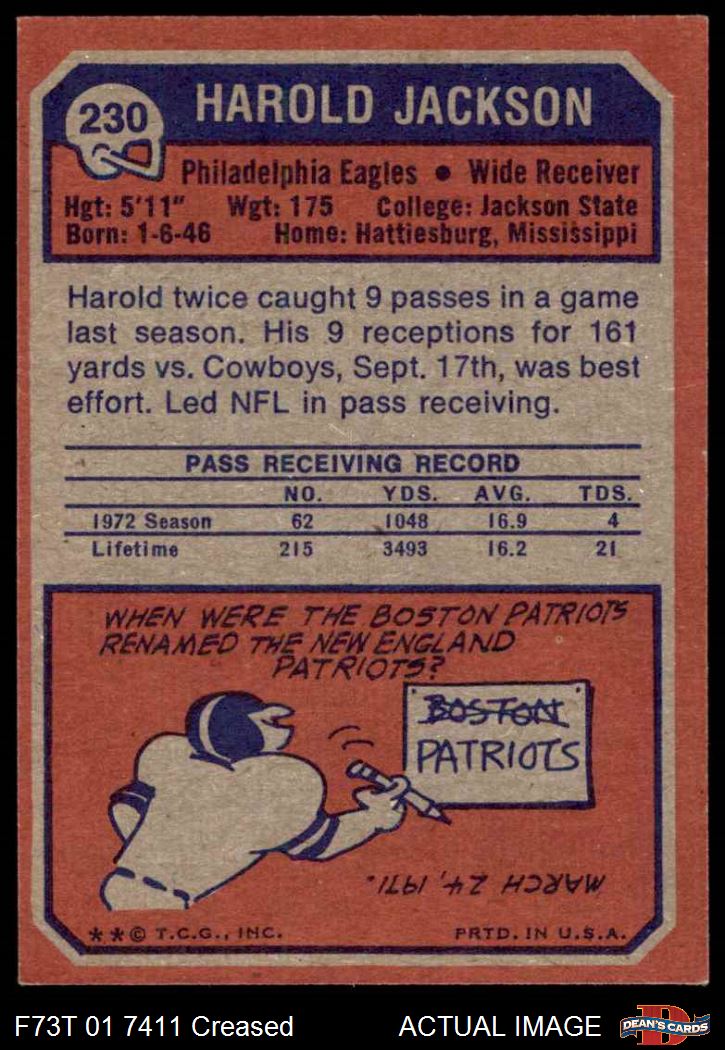 230
HAROLD JACKSON
Philadelphia Eagles • Wide Receiver
Hgt: 5'11" Wgt: 175 College: Jackson State
Born: 1-6-46 Home: Hattiesburg, Mississippi
Harold twice caught 9 passes in a game
last season. His 9 receptions for 161
yards vs. Cowboys, Sept. 17th, was best
effort. Led NFL in pass receiving.
PASS RECEIVING RECORD
NO. YDS. AVG. TDS.
1972 Season 62 1048 16.9 4
Lifetime 215 3493 16.2 21
WHEN WERE THE BOSTON PATRIOTS
RENAMED THE NEW ENGLAND
PATRIOTS?
BOSTON
PATRIOTS
MARCH 24, 1971.
**© T.C.G., INC. PRTD. IN U.S.A.
F73T 01 7411 Creased ACTUAL IMAGE
D
DEAN'S CARDS